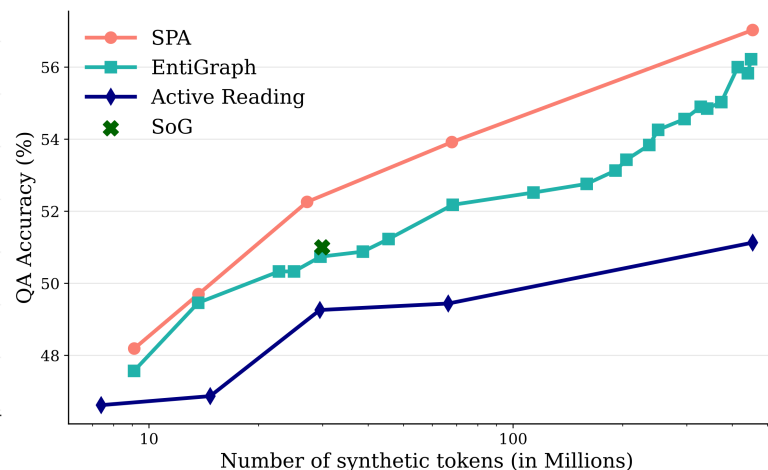 SPA
EntiGraph
Active Reading
SoG
QA Accuracy (%)
56
54
52
50
48
10
100
Number of synthetic tokens (in Millions)